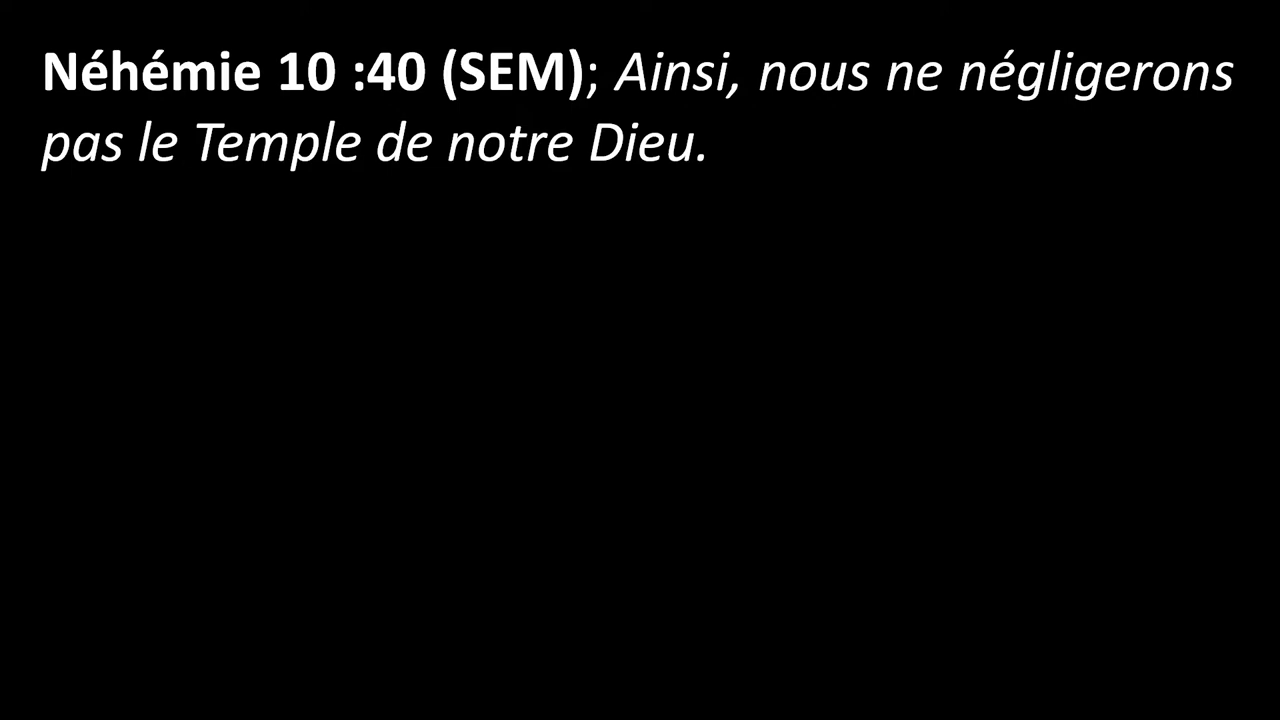 Néhémie 10 :40 (SEM); Ainsi, nous ne négligerons
pas le Temple de notre Dieu.